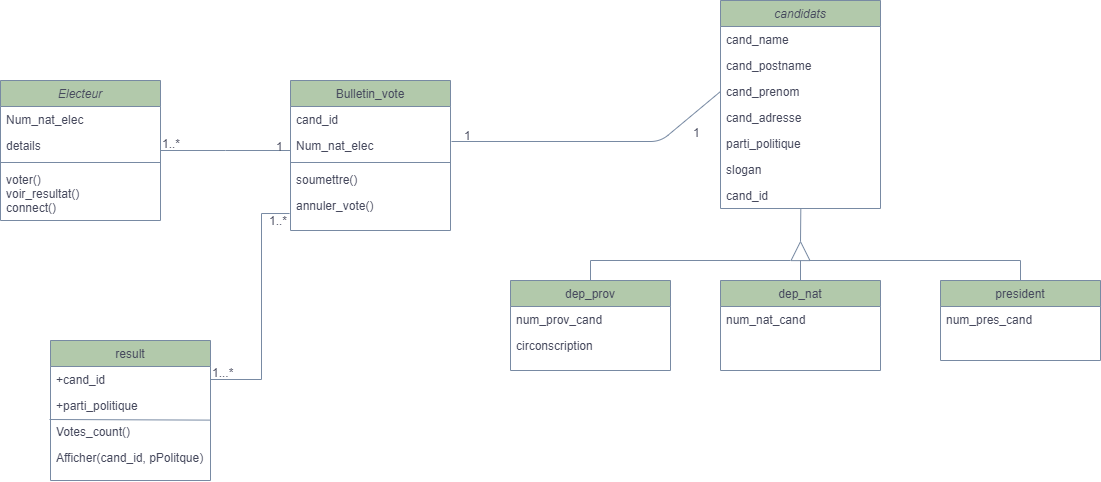 candidats
cand_name
cand_postname
cand_prenom
cand_adresse
parti_politique
slogan
cand_id
Electeur
Num_nat_elec
details
voter()
voir_resultat()
connect()
1..*
1
Bulletin_vote
cand_id
Num_nat_elec
soumettre()
annuler_vote()
1
1
1..*
dep_prov
num_prov_cand
circonscription
dep_nat
num_nat_cand
president
num_pres_cand
result
+cand_id
+parti_politique
Votes_count()
Afficher(cand_id, pPolitque)
1...*